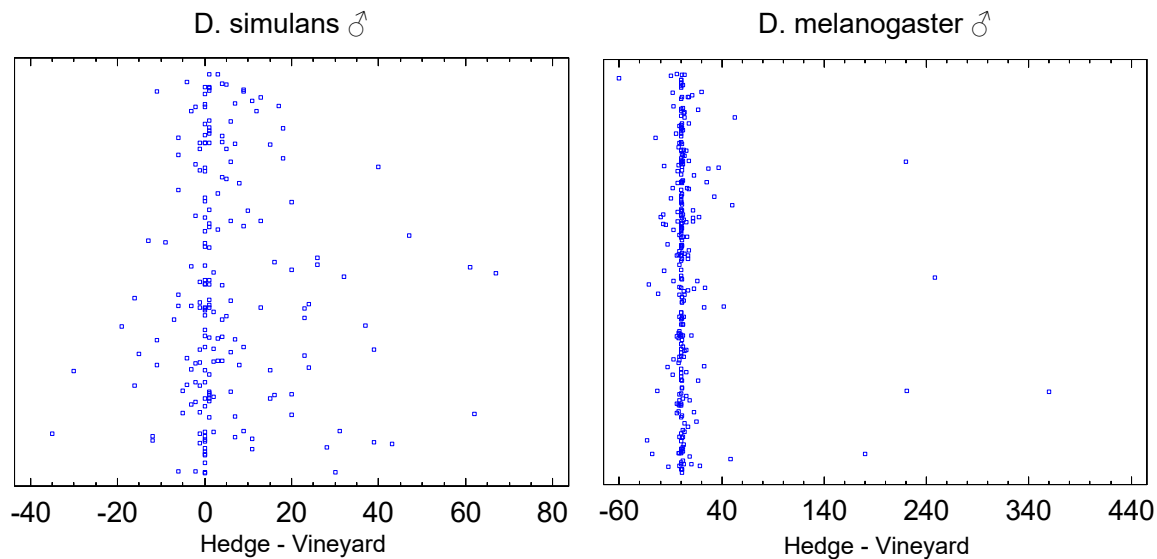 D. simulans ♂
D. melanogaster ♂
-40 -20 0 20 40 60 80
-60 40 140 240 340 440
Hedge - Vineyard
Hedge - Vineyard